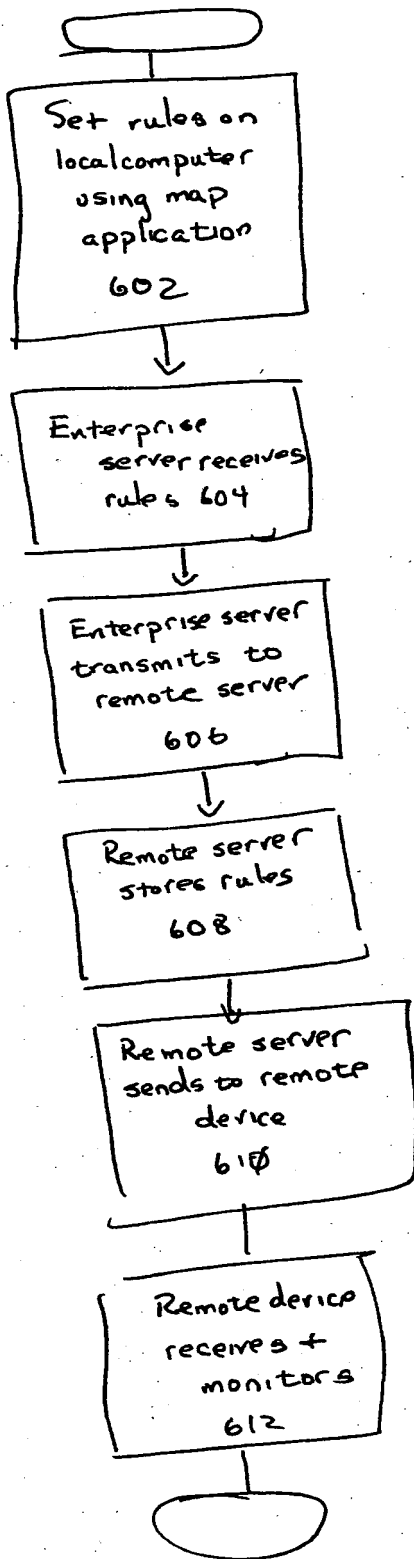 Set rules on
localcomputer
using map
application
602
Enterprise
server receives
rules 604
Enterprise server
transmits to
remote server
606
Remote server
stores rules
608
Remote server
sends to remote
device
610
Remote device
receives +
monitors
612